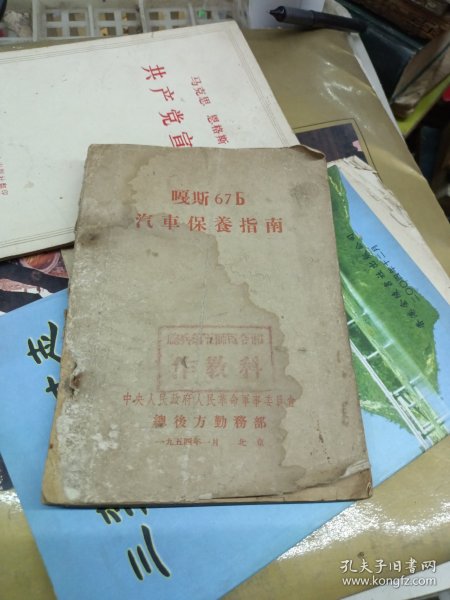 马克思 恩格斯
共产党宣
嘎斯67Б
汽車保养指南
作教科
中央人民政府人民革命軍事委員會
總後方勤務部
一九五四年一月 北京
三
走
孔夫子旧书网
www.kongfz.com